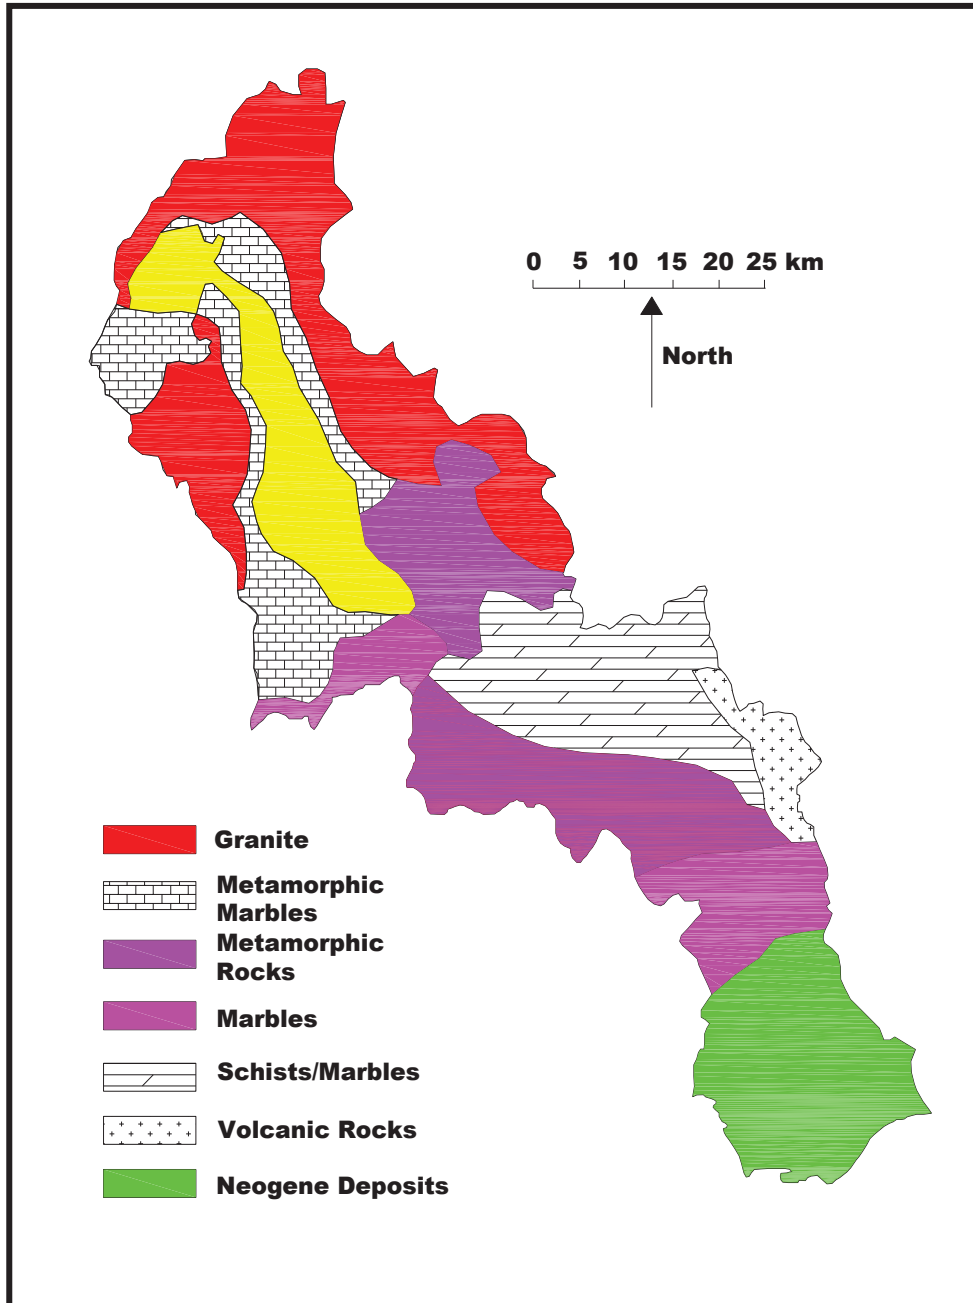 0 5 10 15 20 25 km
North
Granite
Metamorphic
Marbles
Metamorphic
Rocks
Marbles
Schists/Marbles
Volcanic Rocks
Neogene Deposits